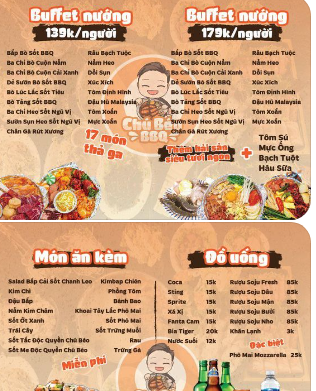 Buffet nướng
139k/người
Bắp Bò Sốt BBQ
Ba Chỉ Bò Cuộn Nấm
Ba Chỉ Bò Cuộn Cải Xanh
Dẻ Sườn Bò Sốt BBQ
Bò Lúc Lắc Sốt Tiêu
Bò Tảng Sốt BBQ
Ba Chỉ Heo Sốt Ngũ Vị
Sườn Sụn Heo Sốt Ngũ Vị
Chân Gà Rút Xương
Râu Bạch Tuộc
Nầm Heo
Dồi Sụn
Xúc Xích
Tôm Định Hình
Đậu Hũ Malaysia
Tôm Xoắn
Mực Xoắn
17 món
thả ga
Chú Bé
BBQ
Buffet nướng
179k/người
Bắp Bò Sốt BBQ
Ba Chỉ Bò Cuộn Nấm
Ba Chỉ Bò Cuộn Cải Xanh
Dẻ Sườn Bò Sốt BBQ
Bò Lúc Lắc Sốt Tiêu
Bò Tảng Sốt BBQ
Ba Chỉ Heo Sốt Ngũ Vị
Sườn Sụn Heo Sốt Ngũ Vị
Chân Gà Rút Xương
Râu Bạch Tuộc
Nầm Heo
Dồi Sụn
Xúc Xích
Tôm Định Hình
Đậu Hũ Malaysia
Tôm Xoắn
Mực Xoắn
Thêm hải sản
siêu tươi ngon
+
Tôm Sú
Mực Ống
Bạch Tuột
Hàu Sữa
Món ăn kèm
Salad Bắp Cải Sốt Chanh Leo
Kim Chi
Đậu Bắp
Nấm Kim Châm
Sốt Ớt Xanh
Trái Cây
Sốt Tắc Độc Quyền Chú Béo
Sốt Me Độc Quyền Chú Béo
Kimbap Chiên
Phồng Tôm
Bánh Bao
Khoai Tây Lắc Phô Mai
Sốt Phô Mai
Sốt Trứng Muối
Rau
Trứng Gà
Miễn phí
Đồ uống
Coca 15k
Sting 15k
Sprite 15k
Xá Xị 15k
Fanta Cam 15k
Bia Tiger 20k
Nước Suối 12k
Rượu Soju Fresh 85k
Rượu Soju Dâu 85k
Rượu Soju Mận 85k
Rượu Soju Bưởi 85k
Rượu Soju Nho 85k
Khăn Lạnh 3k
Đặc biệt
Phô Mai Mozzarella 25k